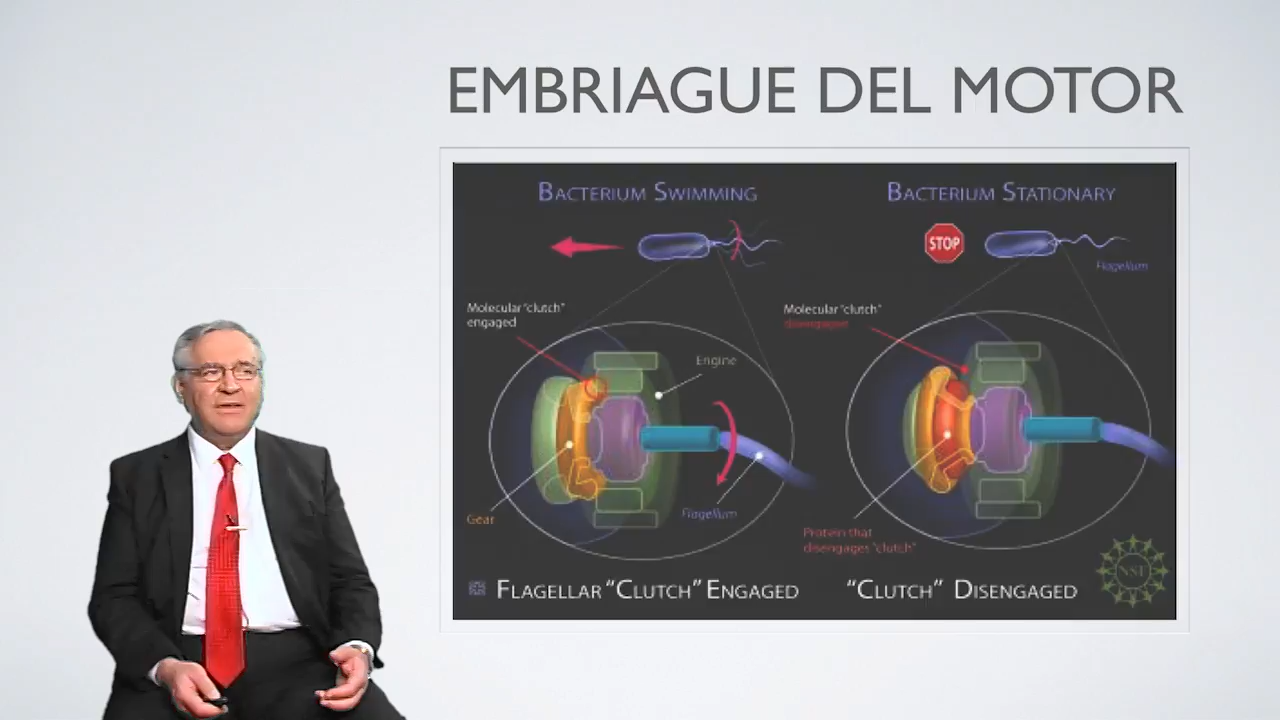 EMBRIAGUE DEL MOTOR
BACTERIUM SWIMMING
BACTERIUM STATIONARY
STOP
Flagellum
Molecular "clutch"
engaged
Molecular "clutch"
disengages
Engine
Gear
Flagellum
Protein that
disengages "clutch"
FLAGELLAR "CLUTCH" ENGAGED
"CLUTCH" DISENGAGED
NSF